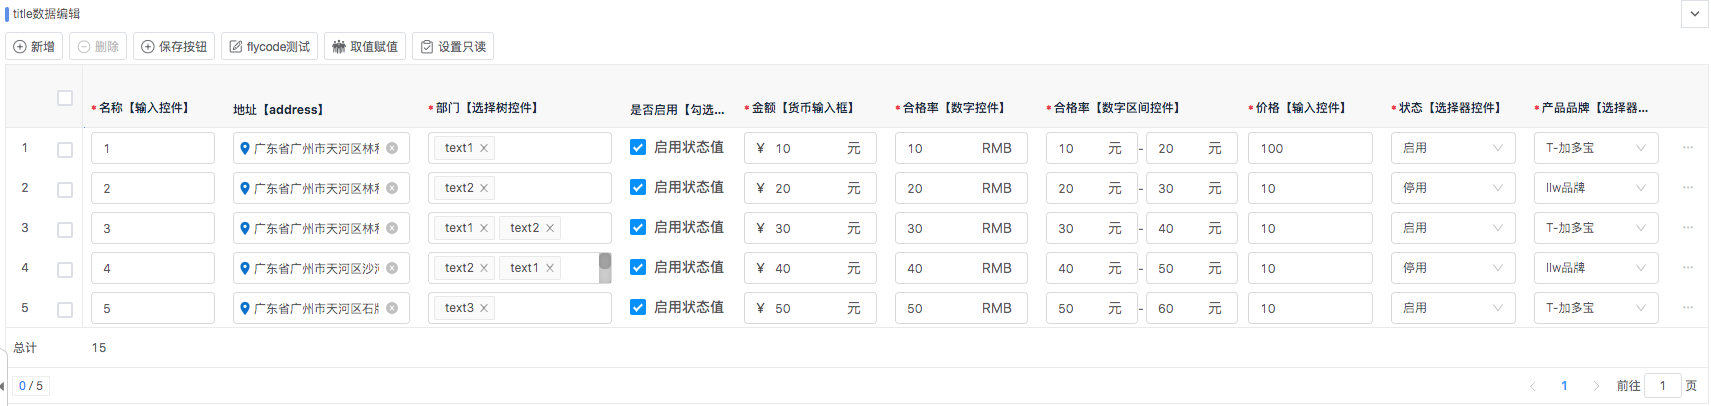 title数据编辑
新增 删除 保存按钮 flycode测试 取值赋值 设置只读
*名称【输入控件】 地址【address】 *部门【选择树控件】 是否启用【勾选... *金额【货币输入框】 *合格率【数字控件】 *合格率【数字区间控件】 *价格【输入控件】 *状态【选择器控件】 *产品品牌【选择器...
1 1 广东省广州市天河区林和 text1 × 启用状态值 ¥ 10 元 10 RMB 10 元 - 20 元 100 启用 T-加多宝 ...
2 2 广东省广州市天河区林和 text2 × 启用状态值 ¥ 20 元 20 RMB 20 元 - 30 元 10 停用 llw品牌 ...
3 3 广东省广州市天河区林和 text1 × text2 × 启用状态值 ¥ 30 元 30 RMB 30 元 - 40 元 10 启用 T-加多宝 ...
4 4 广东省广州市天河区沙河 text2 × text1 × 启用状态值 ¥ 40 元 40 RMB 40 元 - 50 元 10 停用 llw品牌 ...
5 5 广东省广州市天河区石牌 text3 × 启用状态值 ¥ 50 元 50 RMB 50 元 - 60 元 10 启用 T-加多宝 ...
总计 15
0 / 5 1 前往 1 页